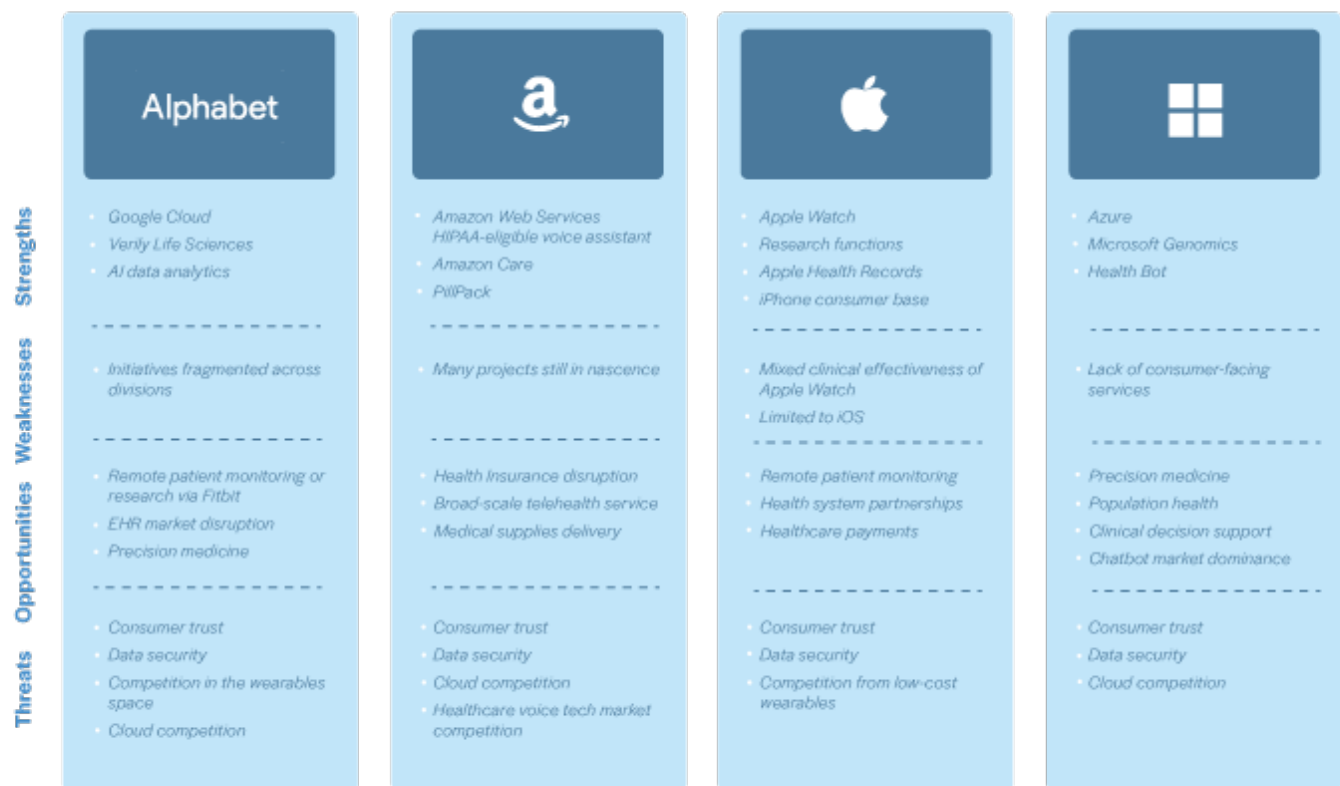 Alphabet
a
Strengths
Google Cloud
Verily Life Sciences
AI data analytics
Amazon Web Services
HIPAA-eligible voice assistant
Amazon Care
PillPack
Apple Watch
Research functions
Apple Health Records
iPhone consumer base
Azure
Microsoft Genomics
Health Bot
Weaknesses
Initiatives fragmented across
divisions
Many projects still in nascence
Mixed clinical effectiveness of
Apple Watch
Limited to iOS
Lack of consumer-facing
services
Opportunities
Remote patient monitoring or
research via Fitbit
EHR market disruption
Precision medicine
Health Insurance disruption
Broad-scale telehealth service
Medical supplies delivery
Remote patient monitoring
Health system partnerships
Healthcare payments
Precision medicine
Population health
Clinical decision support
Chatbot market dominance
Threats
Consumer trust
Data security
Competition in the wearables
space
Cloud competition
Consumer trust
Data security
Cloud competition
Healthcare voice tech market
competition
Consumer trust
Data security
Competition from low-cost
wearables
Consumer trust
Data security
Cloud competition